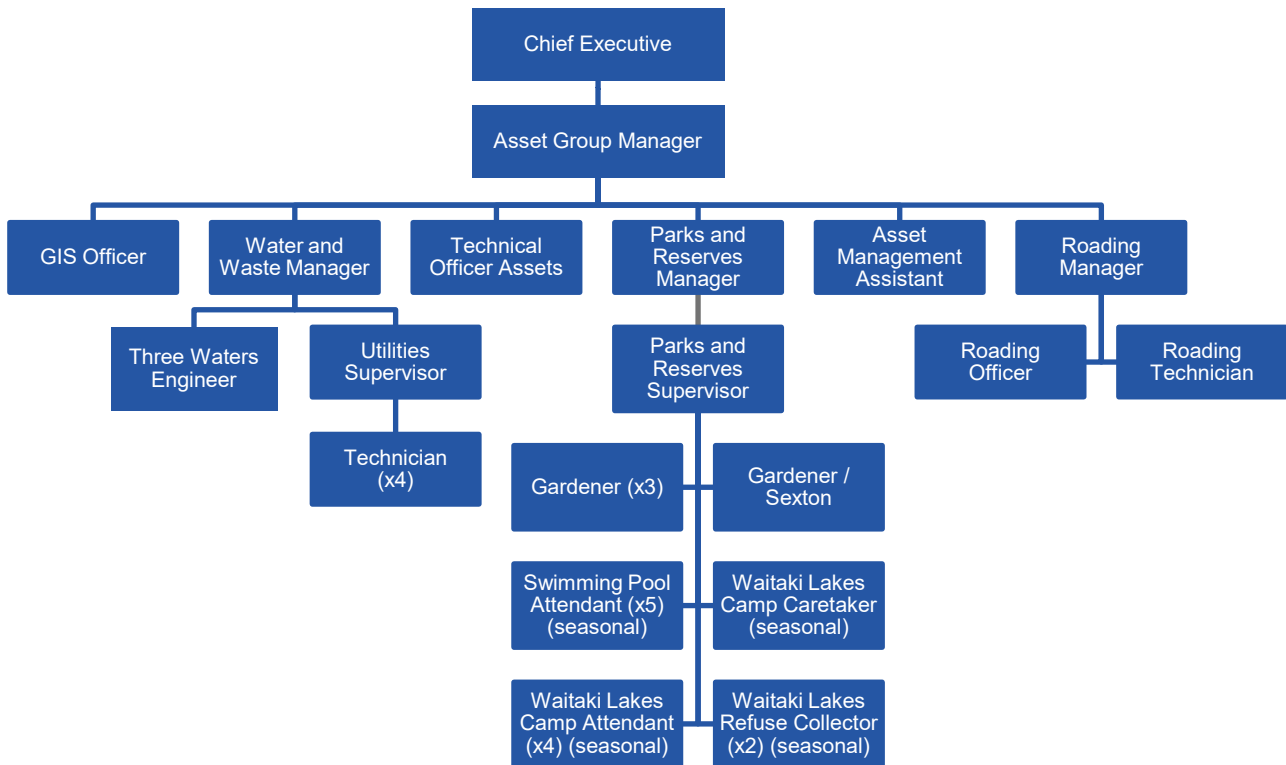 Chief Executive
Asset Group Manager
GIS Officer
Water and
Waste Manager
Technical
Officer Assets
Parks and
Reserves
Manager
Asset
Management
Assistant
Roading
Manager
Three Waters
Engineer
Utilities
Supervisor
Parks and
Reserves
Supervisor
Roading
Officer
Roading
Technician
Technician
(x4)
Gardener (x3)
Gardener /
Sexton
Swimming Pool
Attendant (x5)
(seasonal)
Waitaki Lakes
Camp Caretaker
(seasonal)
Waitaki Lakes
Camp Attendant
(x4) (seasonal)
Waitaki Lakes
Refuse Collector
(x2) (seasonal)